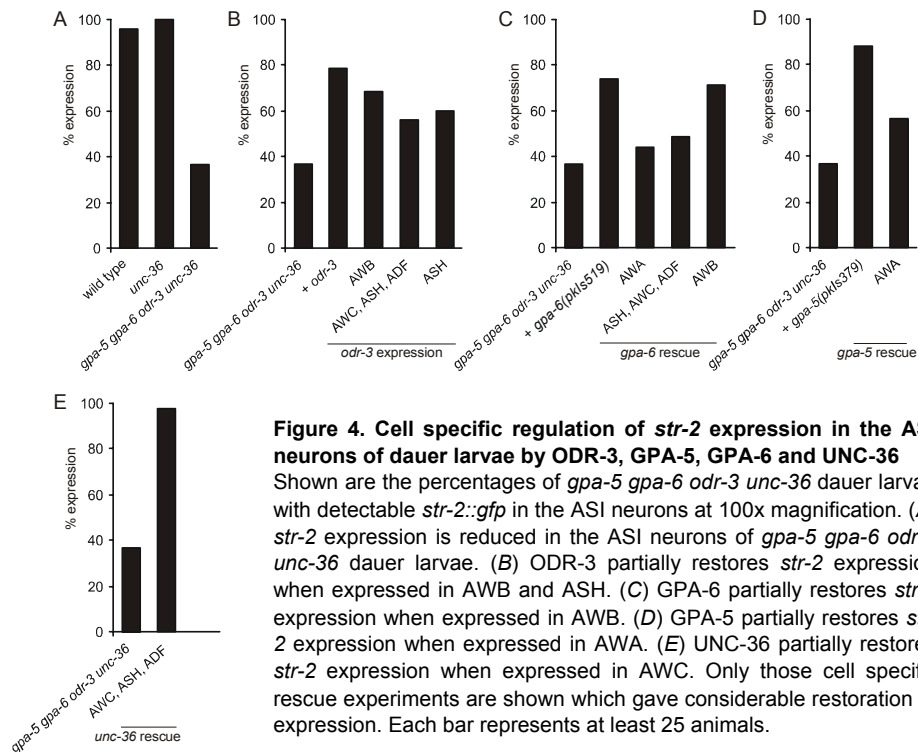 A
B
C
D
100
80
60
40
20
0
% expression
wild type
unc-36
gpa-5 gpa-6 odr-3 unc-36
100
80
60
40
20
0
% expression
gpa-5 gpa-6 odr-3 unc-36
+ odr-3
AWB
AWC, ASH, ADF
ASH
odr-3 expression
100
80
60
40
20
0
% expression
gpa-5 gpa-6 odr-3 unc-36
+ gpa-6(pkIs519)
AWA
ASH, AWC, ADF
AWB
gpa-6 rescue
100
80
60
40
20
0
% expression
gpa-5 gpa-6 odr-3 unc-36
+ gpa-5(pkIs379)
AWA
gpa-5 rescue
E
100
80
60
40
20
0
% expression
gpa-5 gpa-6 odr-3 unc-36
AWC, ASH, ADF
unc-36 rescue
Figure 4. Cell specific regulation of str-2 expression in the AS
neurons of dauer larvae by ODR-3, GPA-5, GPA-6 and UNC-36
Shown are the percentages of gpa-5 gpa-6 odr-3 unc-36 dauer larva
with detectable str-2::gfp in the ASI neurons at 100x magnification. (A
str-2 expression is reduced in the ASI neurons of gpa-5 gpa-6 odr-
unc-36 dauer larvae. (B) ODR-3 partially restores str-2 expressio
when expressed in AWB and ASH. (C) GPA-6 partially restores str
expression when expressed in AWB. (D) GPA-5 partially restores st
2 expression when expressed in AWA. (E) UNC-36 partially restore
str-2 expression when expressed in AWC. Only those cell specif
rescue experiments are shown which gave considerable restoration
expression. Each bar represents at least 25 animals.